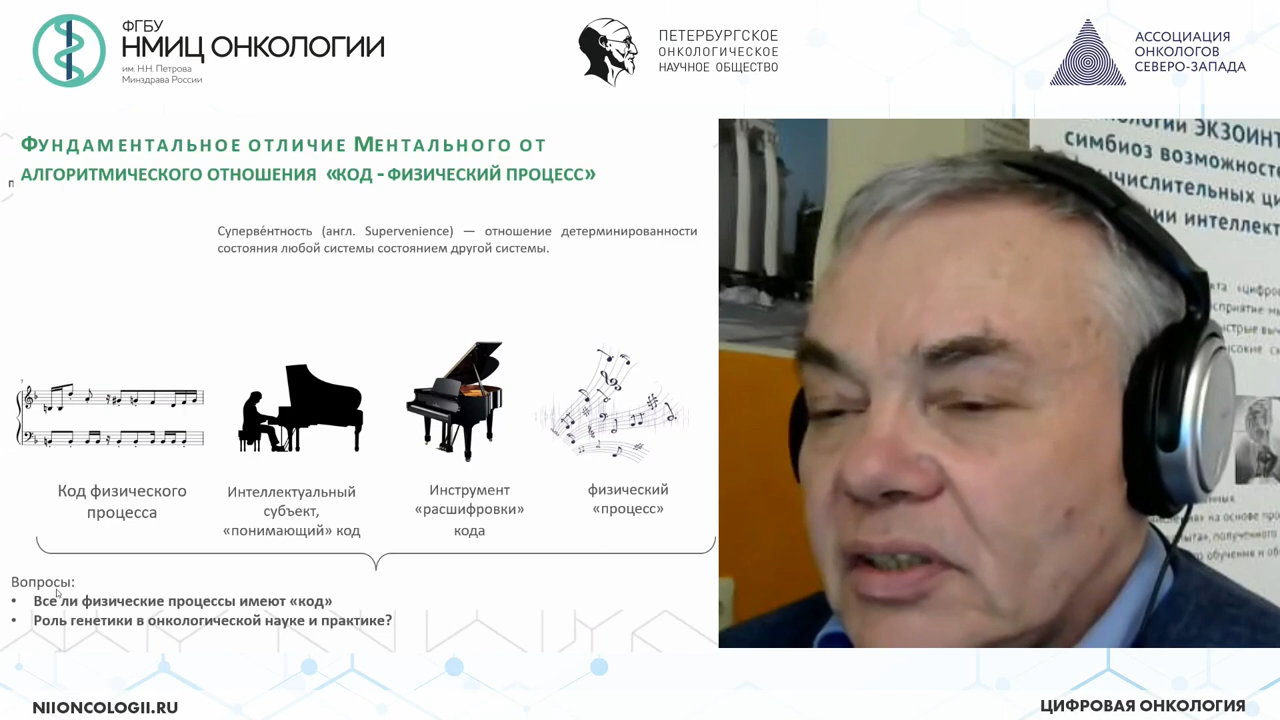 ФГБУ
НМИЦ ОНКОЛОГИИ
им. Н.Н. Петрова
Минздрава России
ПЕТЕРБУРГСКОЕ
ОНКОЛОГИЧЕСКОЕ
НАУЧНОЕ ОБЩЕСТВО
АССОЦИАЦИЯ
ОНКОЛОГОВ
СЕВЕРО-ЗАПАДА
ФУНДАМЕНТАЛЬНОЕ ОТЛИЧИЕ МЕНТАЛЬНОГО ОТ
АЛГОРИТМИЧЕСКОГО ОТНОШЕНИЯ «КОД - ФИЗИЧЕСКИЙ ПРОЦЕСС»
Суперве́нтность (англ. Supervenience) — отношение детерминированности
состояния любой системы состоянием другой системы.
Код физического
процесса
Интеллектуальный
субъект,
«понимающий» код
Инструмент
«расшифровки»
кода
физический
«процесс»
Вопросы:
• Все ли физические процессы имеют «код»
• Роль генетики в онкологической науке и практике?
симбиоз
NIIONCOLOGII.RU
ЦИФРОВАЯ ОНКОЛОГИЯ